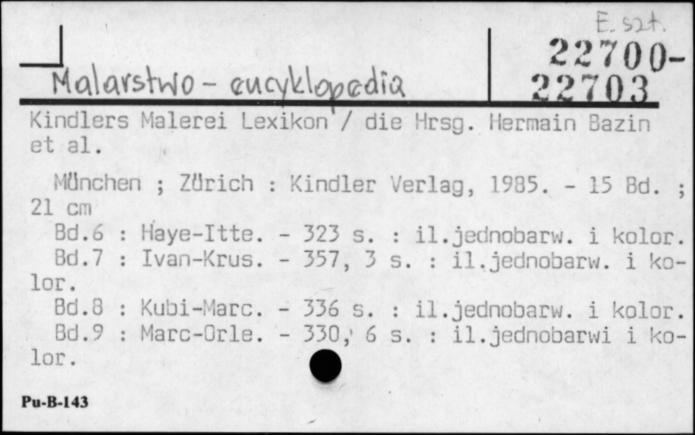 E. szt.
22700-
22703
Malarstwo - encyklopedia
Kindlers Malerei Lexikon / die Hrsg. Hermain Bazin
et al.
München ; Zürich : Kindler Verlag, 1985. - 15 Bd. ;
21 cm
Bd.6 : Haye-Itte. - 323 s. : il.jednobarw. i kolor.
Bd.7 : Ivan-Krus. - 357, 3 s. : il.jednobarw. i ko-
lor.
Bd.8 : Kubi-Marc. - 336 s. : il.jednobarw. i kolor.
Bd.9 : Marc-Orle. - 330, 6 s. : il.jednobarwi i ko-
lor.
Pu-B-143